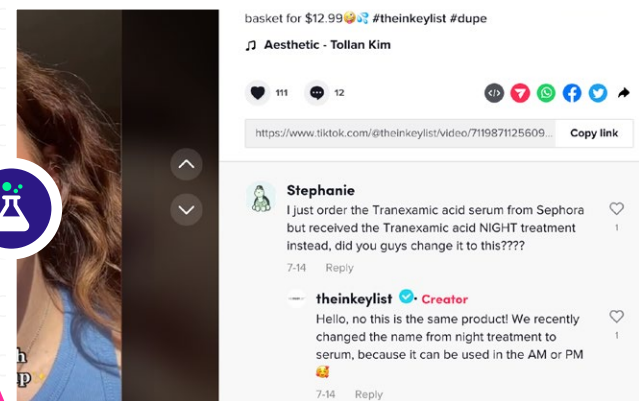 basket for $12.99🤪💦 #theinkeylist #dupe
♫ Aesthetic - Tollan Kim
111
12
https://www.tiktok.com/@theinkeylist/video/7119871125609...
Copy link
Stephanie
I just order the Tranexamic acid serum from Sephora
but received the Tranexamic acid NIGHT treatment
instead, did you guys change it to this????
1
7-14 Reply
theinkeylist · Creator
Hello, no this is the same product! We recently
changed the name from night treatment to
serum, because it can be used in the AM or PM
🥰
1
7-14 Reply
h
up